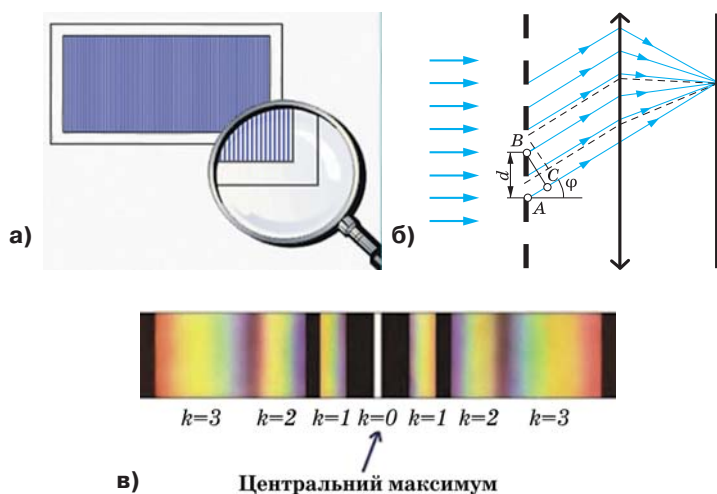 а)
B
d
C
φ
A
б)
k=3 k=2 k=1 k=0 k=1 k=2 k=3
в)
Центральний максимум